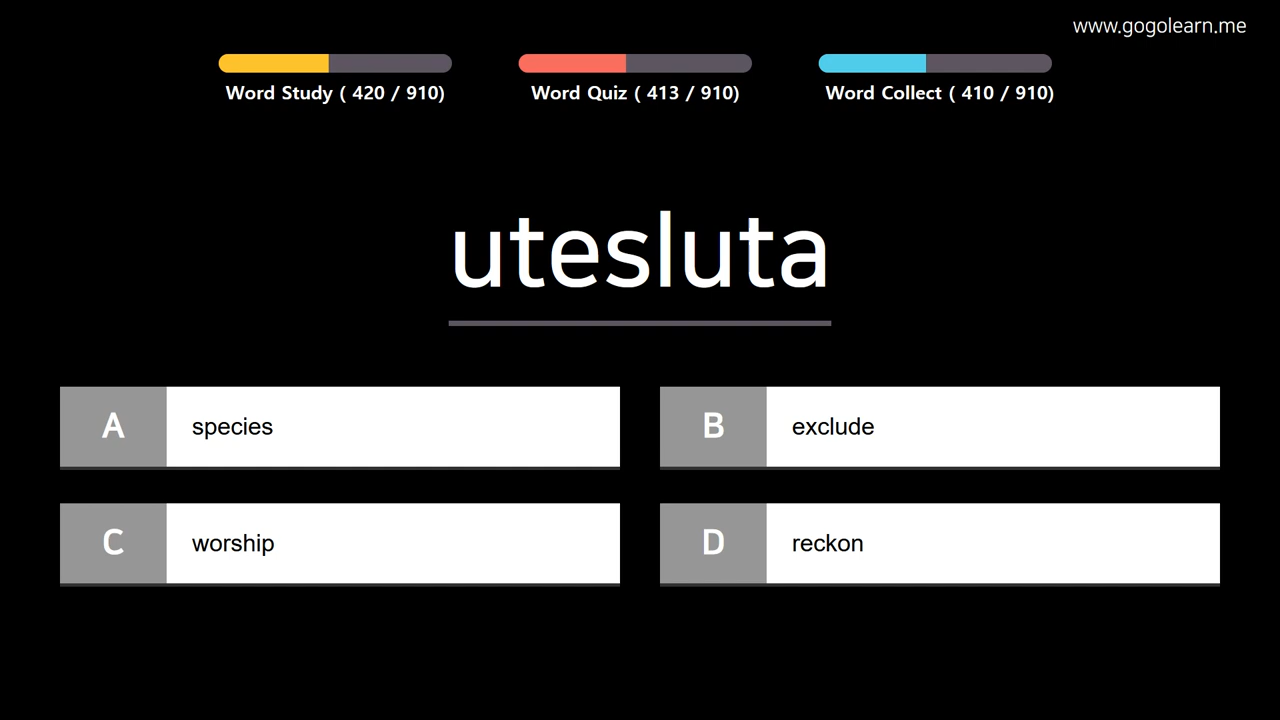 www.gogolearn.me
Word Study ( 420 / 910)
Word Quiz ( 413 / 910)
Word Collect ( 410 / 910)
utesluta
A species
B exclude
C worship
D reckon